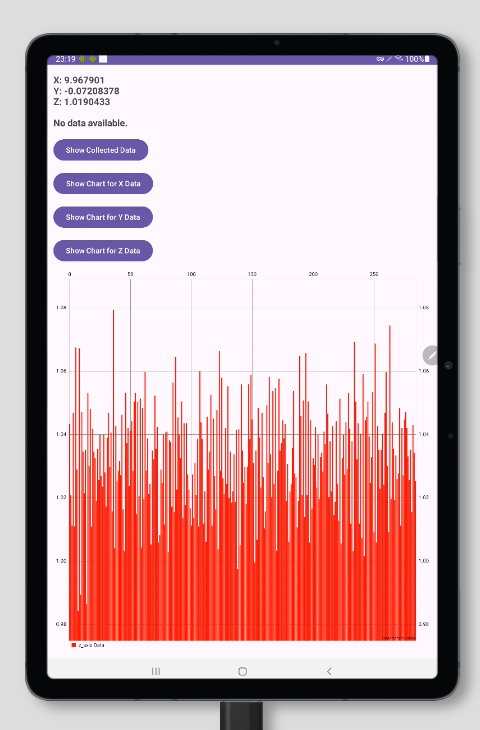 23:19
100%
X: 9.967901
Y: -0.07208378
Z: 1.0190433
No data available.
Show Collected Data
Show Chart for X Data
Show Chart for Y Data
Show Chart for Z Data
0 50 100 150 200 250
1.08 1.08
1.06 1.06
1.04 1.04
1.02 1.02
1.00 1.00
0.98 0.98
z_axis Data